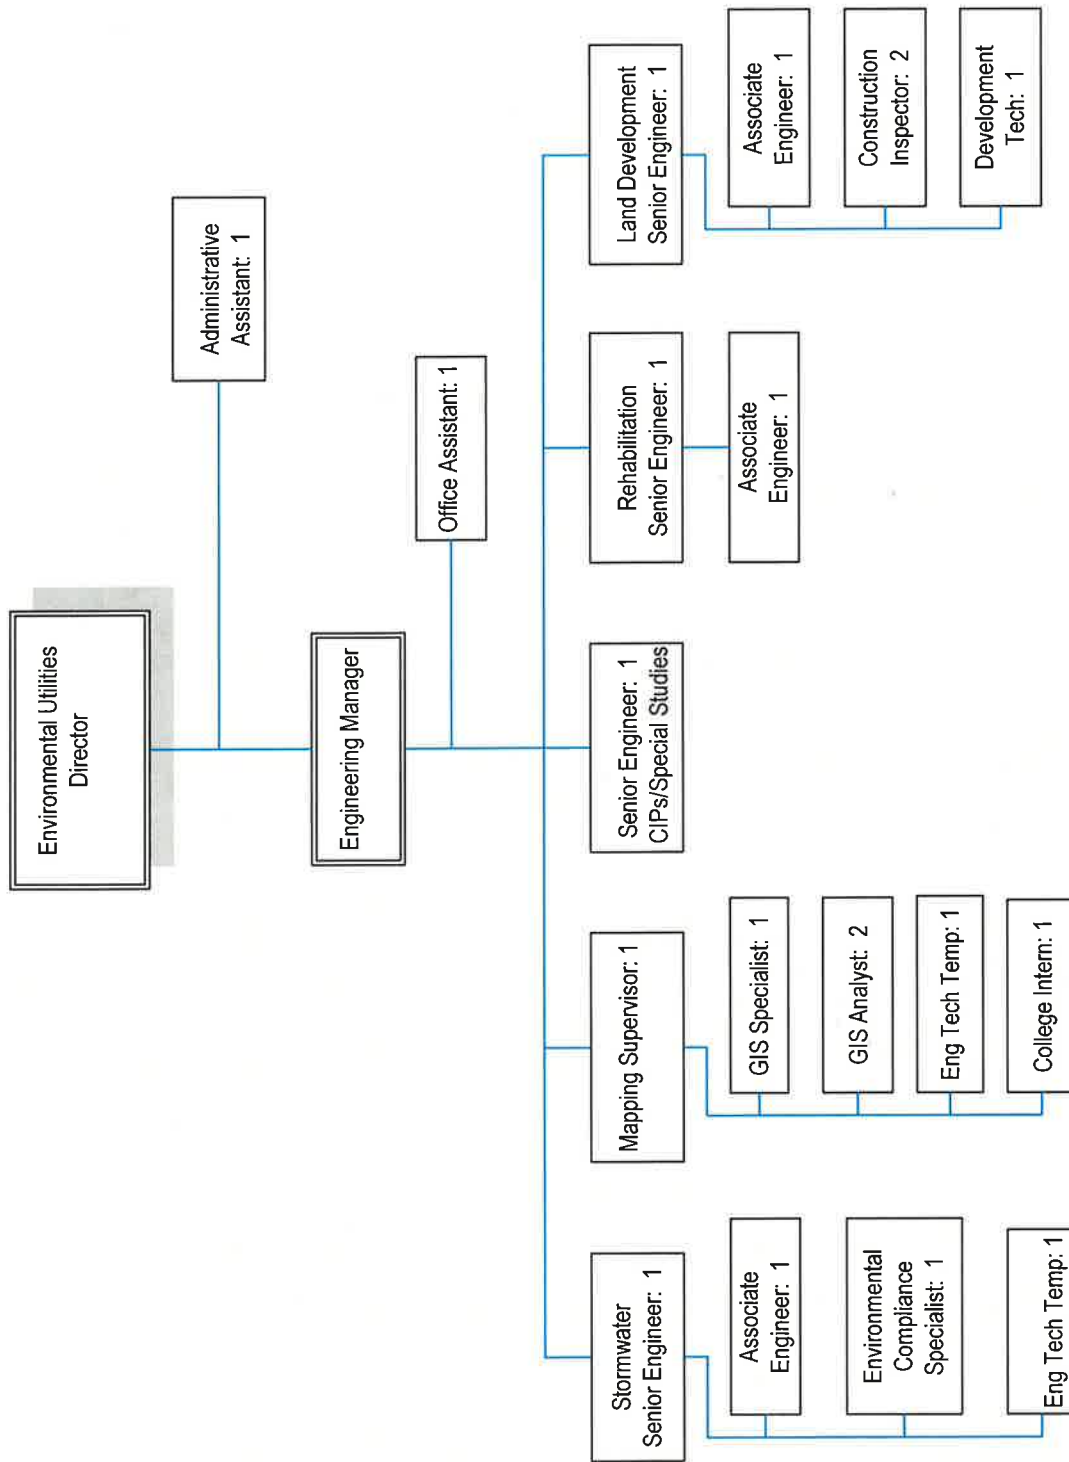 Environmental Utilities
Director
Administrative
Assistant: 1
Engineering Manager
Office Assistant: 1
Stormwater
Senior Engineer: 1
Mapping Supervisor: 1
Senior Engineer: 1
CIPs/Special Studies
Rehabilitation
Senior Engineer: 1
Land Development
Senior Engineer: 1
Associate
Engineer: 1
Environmental
Compliance
Specialist: 1
Eng Tech Temp: 1
GIS Specialist: 1
GIS Analyst: 2
Eng Tech Temp: 1
College Intern: 1
Associate
Engineer: 1
Associate
Engineer: 1
Construction
Inspector: 2
Development
Tech: 1